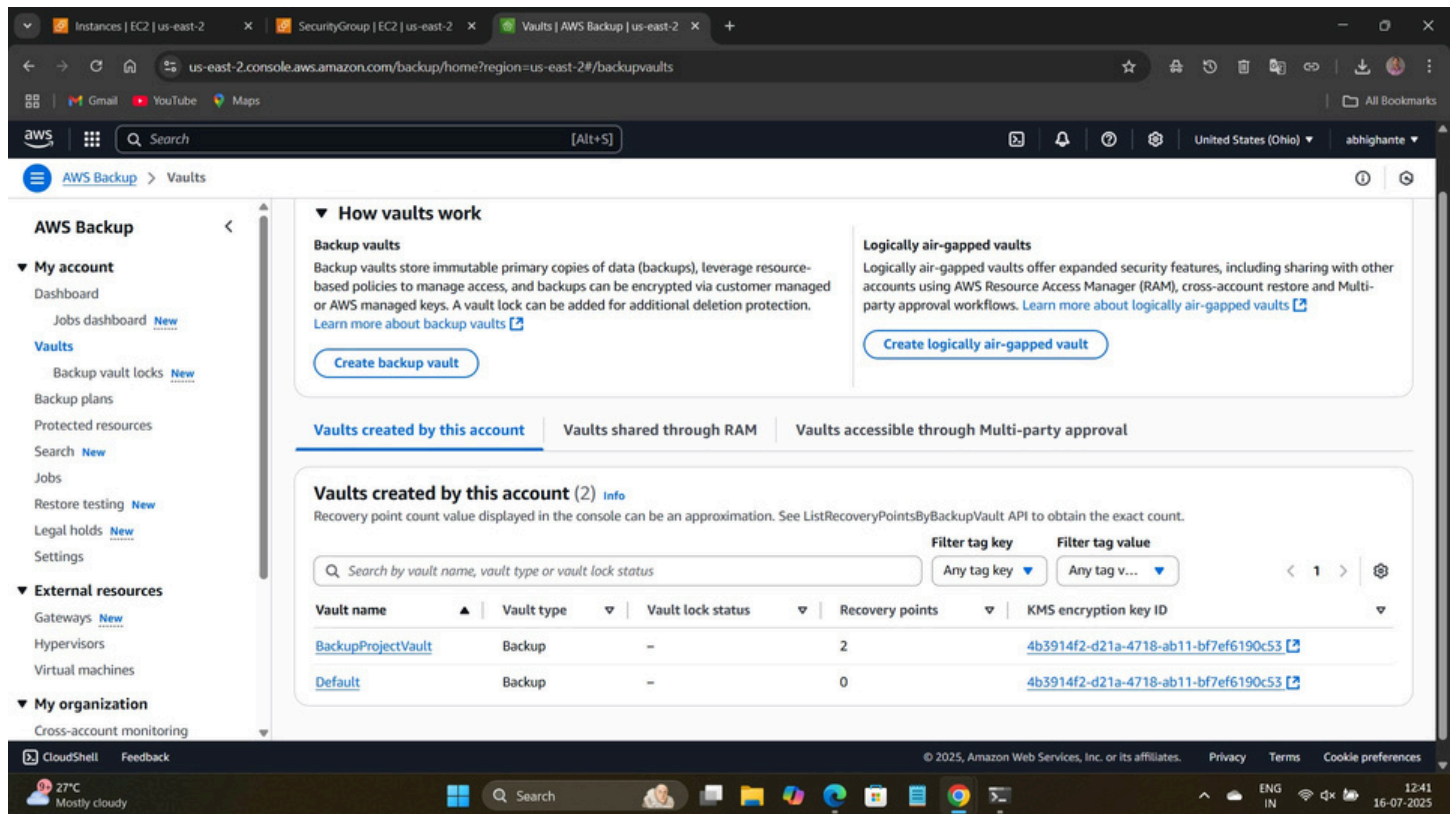 Instances | EC2 | us-east-2
SecurityGroup | EC2 | us-east-2
Vaults | AWS Backup | us-east-2
us-east-2.console.aws.amazon.com/backup/home?region=us-east-2#/backupvaults
Gmail YouTube Maps
All Bookmarks
aws Search [Alt+S] United States (Ohio) abhighante
AWS Backup > Vaults
AWS Backup
My account
Dashboard
Jobs dashboard New
Vaults
Backup vault locks New
Backup plans
Protected resources
Search New
Jobs
Restore testing New
Legal holds New
Settings
External resources
Gateways New
Hypervisors
Virtual machines
My organization
Cross-account monitoring
How vaults work
Backup vaults
Backup vaults store immutable primary copies of data (backups), leverage resource-
based policies to manage access, and backups can be encrypted via customer managed
or AWS managed keys. A vault lock can be added for additional deletion protection.
Learn more about backup vaults
Create backup vault
Logically air-gapped vaults
Logically air-gapped vaults offer expanded security features, including sharing with other
accounts using AWS Resource Access Manager (RAM), cross-account restore and Multi-
party approval workflows. Learn more about logically air-gapped vaults
Create logically air-gapped vault
Vaults created by this account
Vaults shared through RAM
Vaults accessible through Multi-party approval
Vaults created by this account (2) Info
Recovery point count value displayed in the console can be an approximation. See ListRecoveryPointsByBackupVault API to obtain the exact count.
Filter tag key Filter tag value
Search by vault name, vault type or vault lock status
Any tag key Any tag v...
< 1 >
Vault name Vault type Vault lock status Recovery points KMS encryption key ID
BackupProjectVault Backup – 2 4b3914f2-d21a-4718-ab11-bf7ef6190c53
Default Backup – 0 4b3914f2-d21a-4718-ab11-bf7ef6190c53
CloudShell Feedback © 2025, Amazon Web Services, Inc. or its affiliates. Privacy Terms Cookie preferences
9+ 27°C
Mostly cloudy
Search
ENG
IN
12:41
16-07-2025